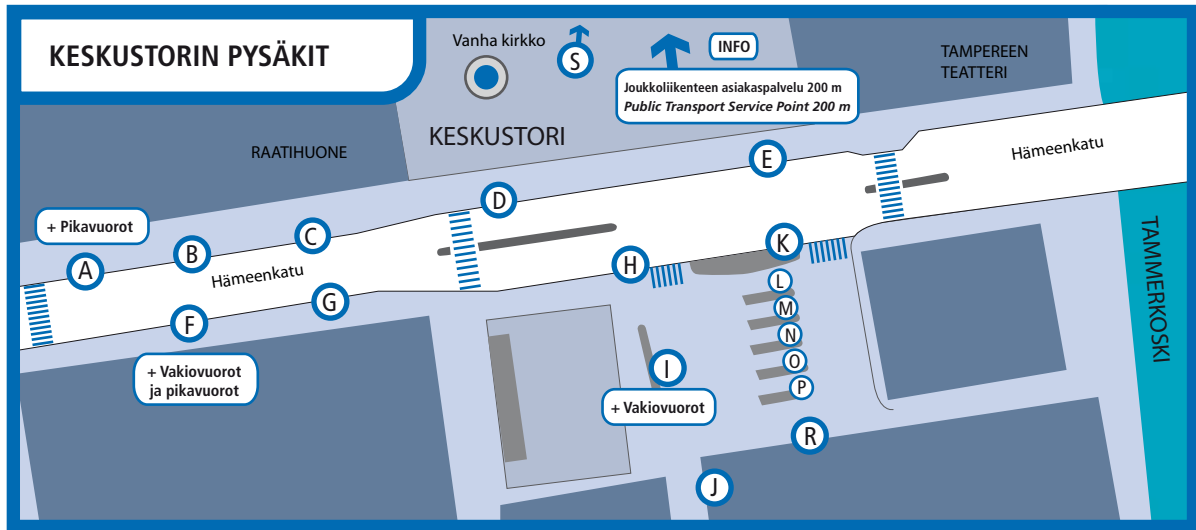 KESKUSTORIN PYSÄKIT
Vanha kirkko
S
INFO
Joukkoliikenteen asiakaspalvelu 200 m
Public Transport Service Point 200 m
TAMPEREEN
TEATTERI
KESKUSTORI
RAATIHUONE
Hämeenkatu
E
D
+ Pikavuorot
A
B
C
Hämeenkatu
F
G
H
K
L
M
N
O
P
I
+ Vakiovuorot
+ Vakiovuorot
ja pikavuorot
R
J
TAMMERKOSKI